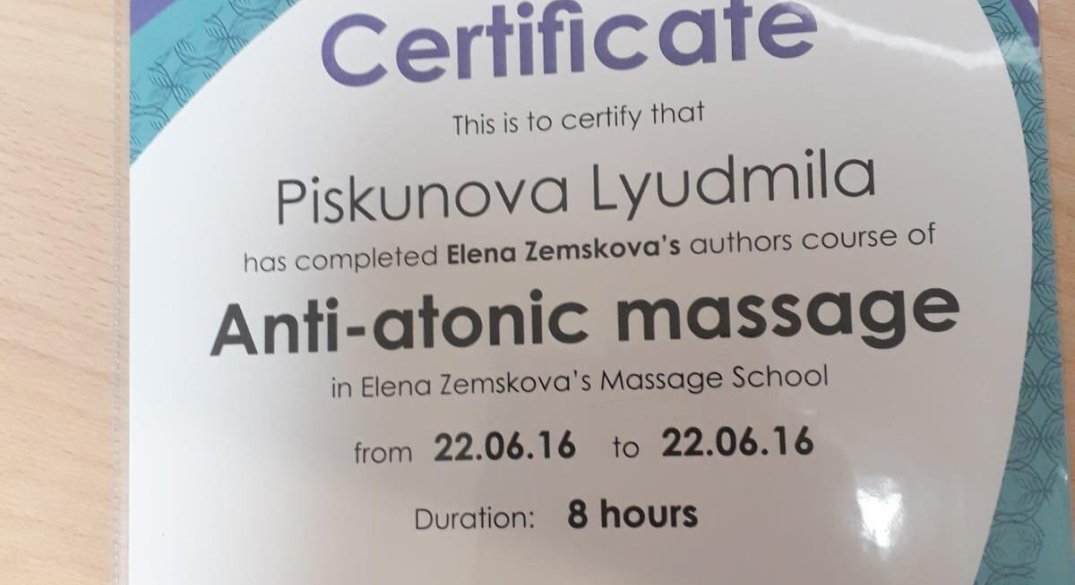 Certificate
This is to certify that
Piskunova Lyudmila
has completed Elena Zemskova's authors course of
Anti-atonic massage
in Elena Zemskova's Massage School
from 22.06.16 to 22.06.16
Duration: 8 hours